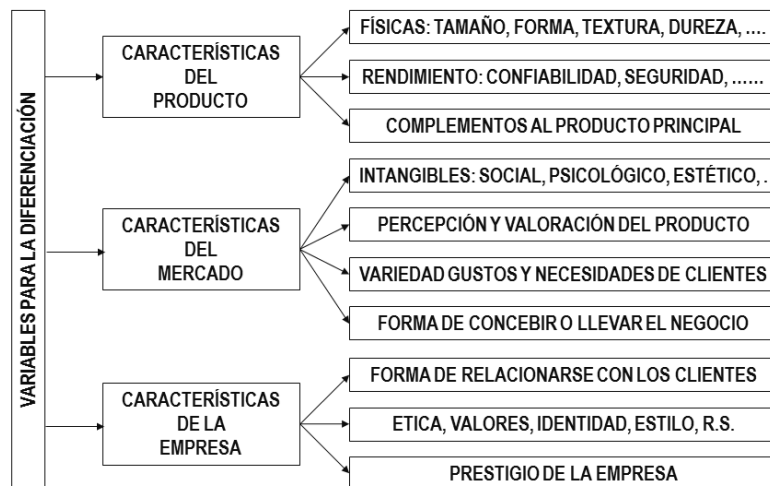 VARIABLES PARA LA DIFERENCIACIÓN
CARACTERÍSTICAS
DEL
PRODUCTO
FÍSICAS: TAMAÑO, FORMA, TEXTURA, DUREZA, ....
RENDIMIENTO: CONFIABILIDAD, SEGURIDAD, ......
COMPLEMENTOS AL PRODUCTO PRINCIPAL
CARACTERÍSTICAS
DEL
MERCADO
INTANGIBLES: SOCIAL, PSICOLÓGICO, ESTÉTICO, .
PERCEPCIÓN Y VALORACIÓN DEL PRODUCTO
VARIEDAD GUSTOS Y NECESIDADES DE CLIENTES
FORMA DE CONCEBIR O LLEVAR EL NEGOCIO
CARACTERÍSTICAS
DE LA
EMPRESA
FORMA DE RELACIONARSE CON LOS CLIENTES
ETICA, VALORES, IDENTIDAD, ESTILO, R.S.
PRESTIGIO DE LA EMPRESA